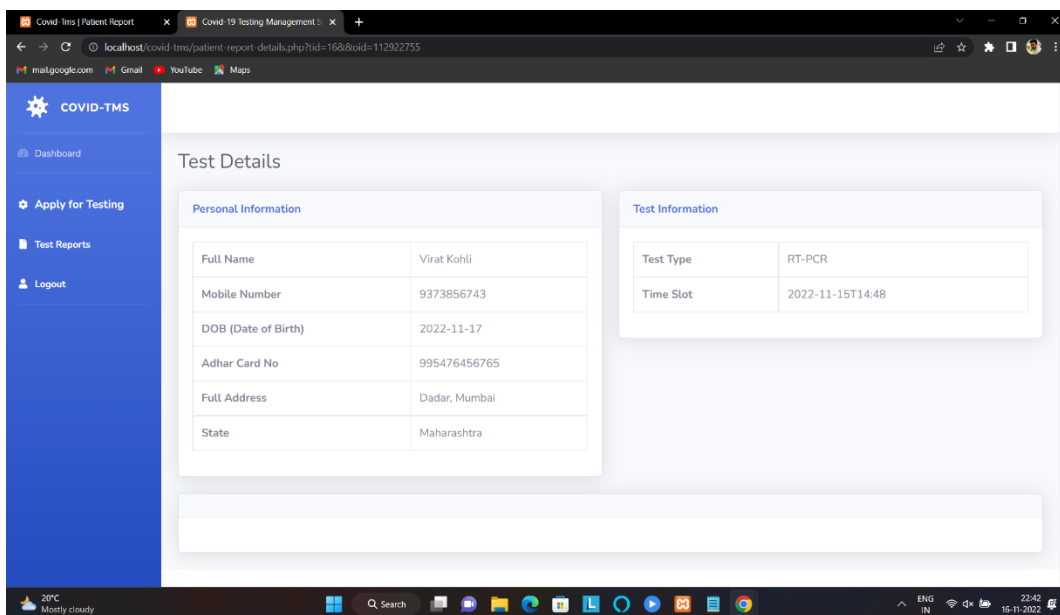 Covid-Tms | Patient Report
Covid-19 Testing Management S
localhost/covid-tms/patient-report-details.php?tid=16&&oid=112922755
mail.google.com Gmail YouTube Maps
COVID-TMS
Dashboard
Apply for Testing
Test Reports
Logout
Test Details
Personal Information
Full Name Virat Kohli
Mobile Number 9373856743
DOB (Date of Birth) 2022-11-17
Adhar Card No 995476456765
Full Address Dadar, Mumbai
State Maharashtra
Test Information
Test Type RT-PCR
Time Slot 2022-11-15T14:48
20°C
Mostly cloudy
Search
ENG
IN
22:42
16-11-2022